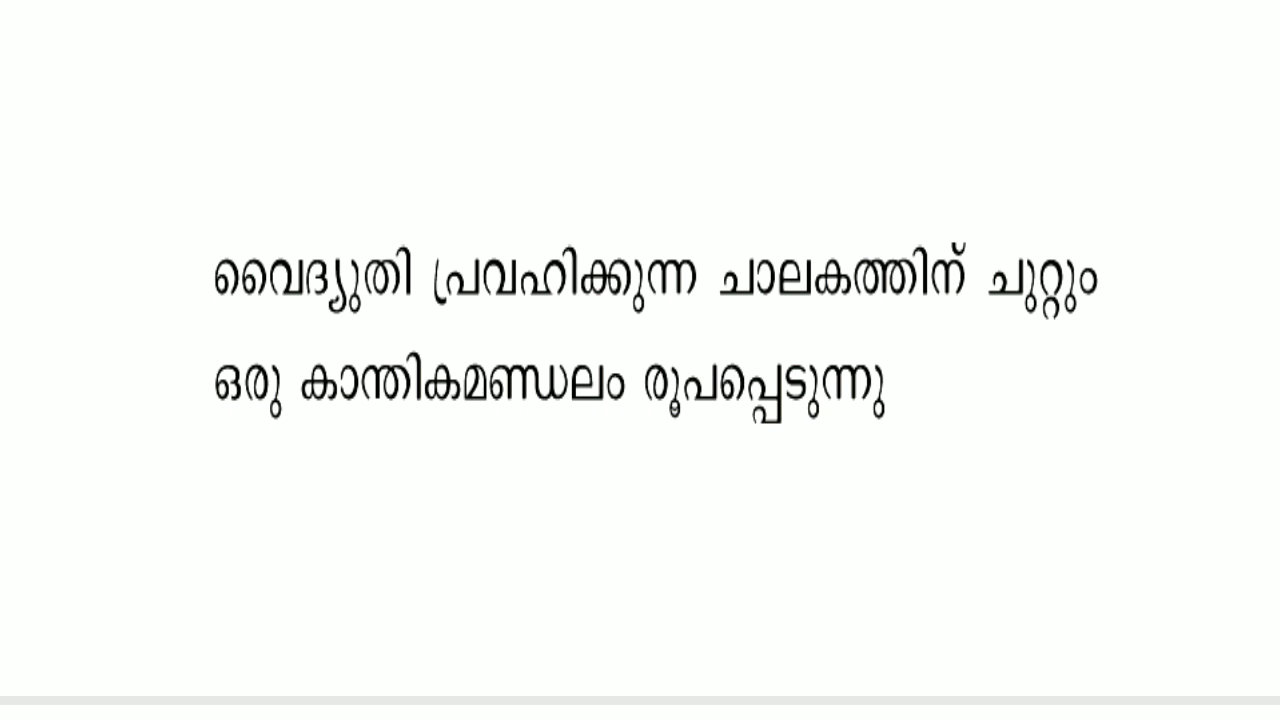 വൈദ്യുതി പ്രവഹിക്കുന്ന ചാലകത്തിന് ചുറ്റും
ഒരു കാന്തികമണ്ഡലം രൂപപ്പെടുന്നു